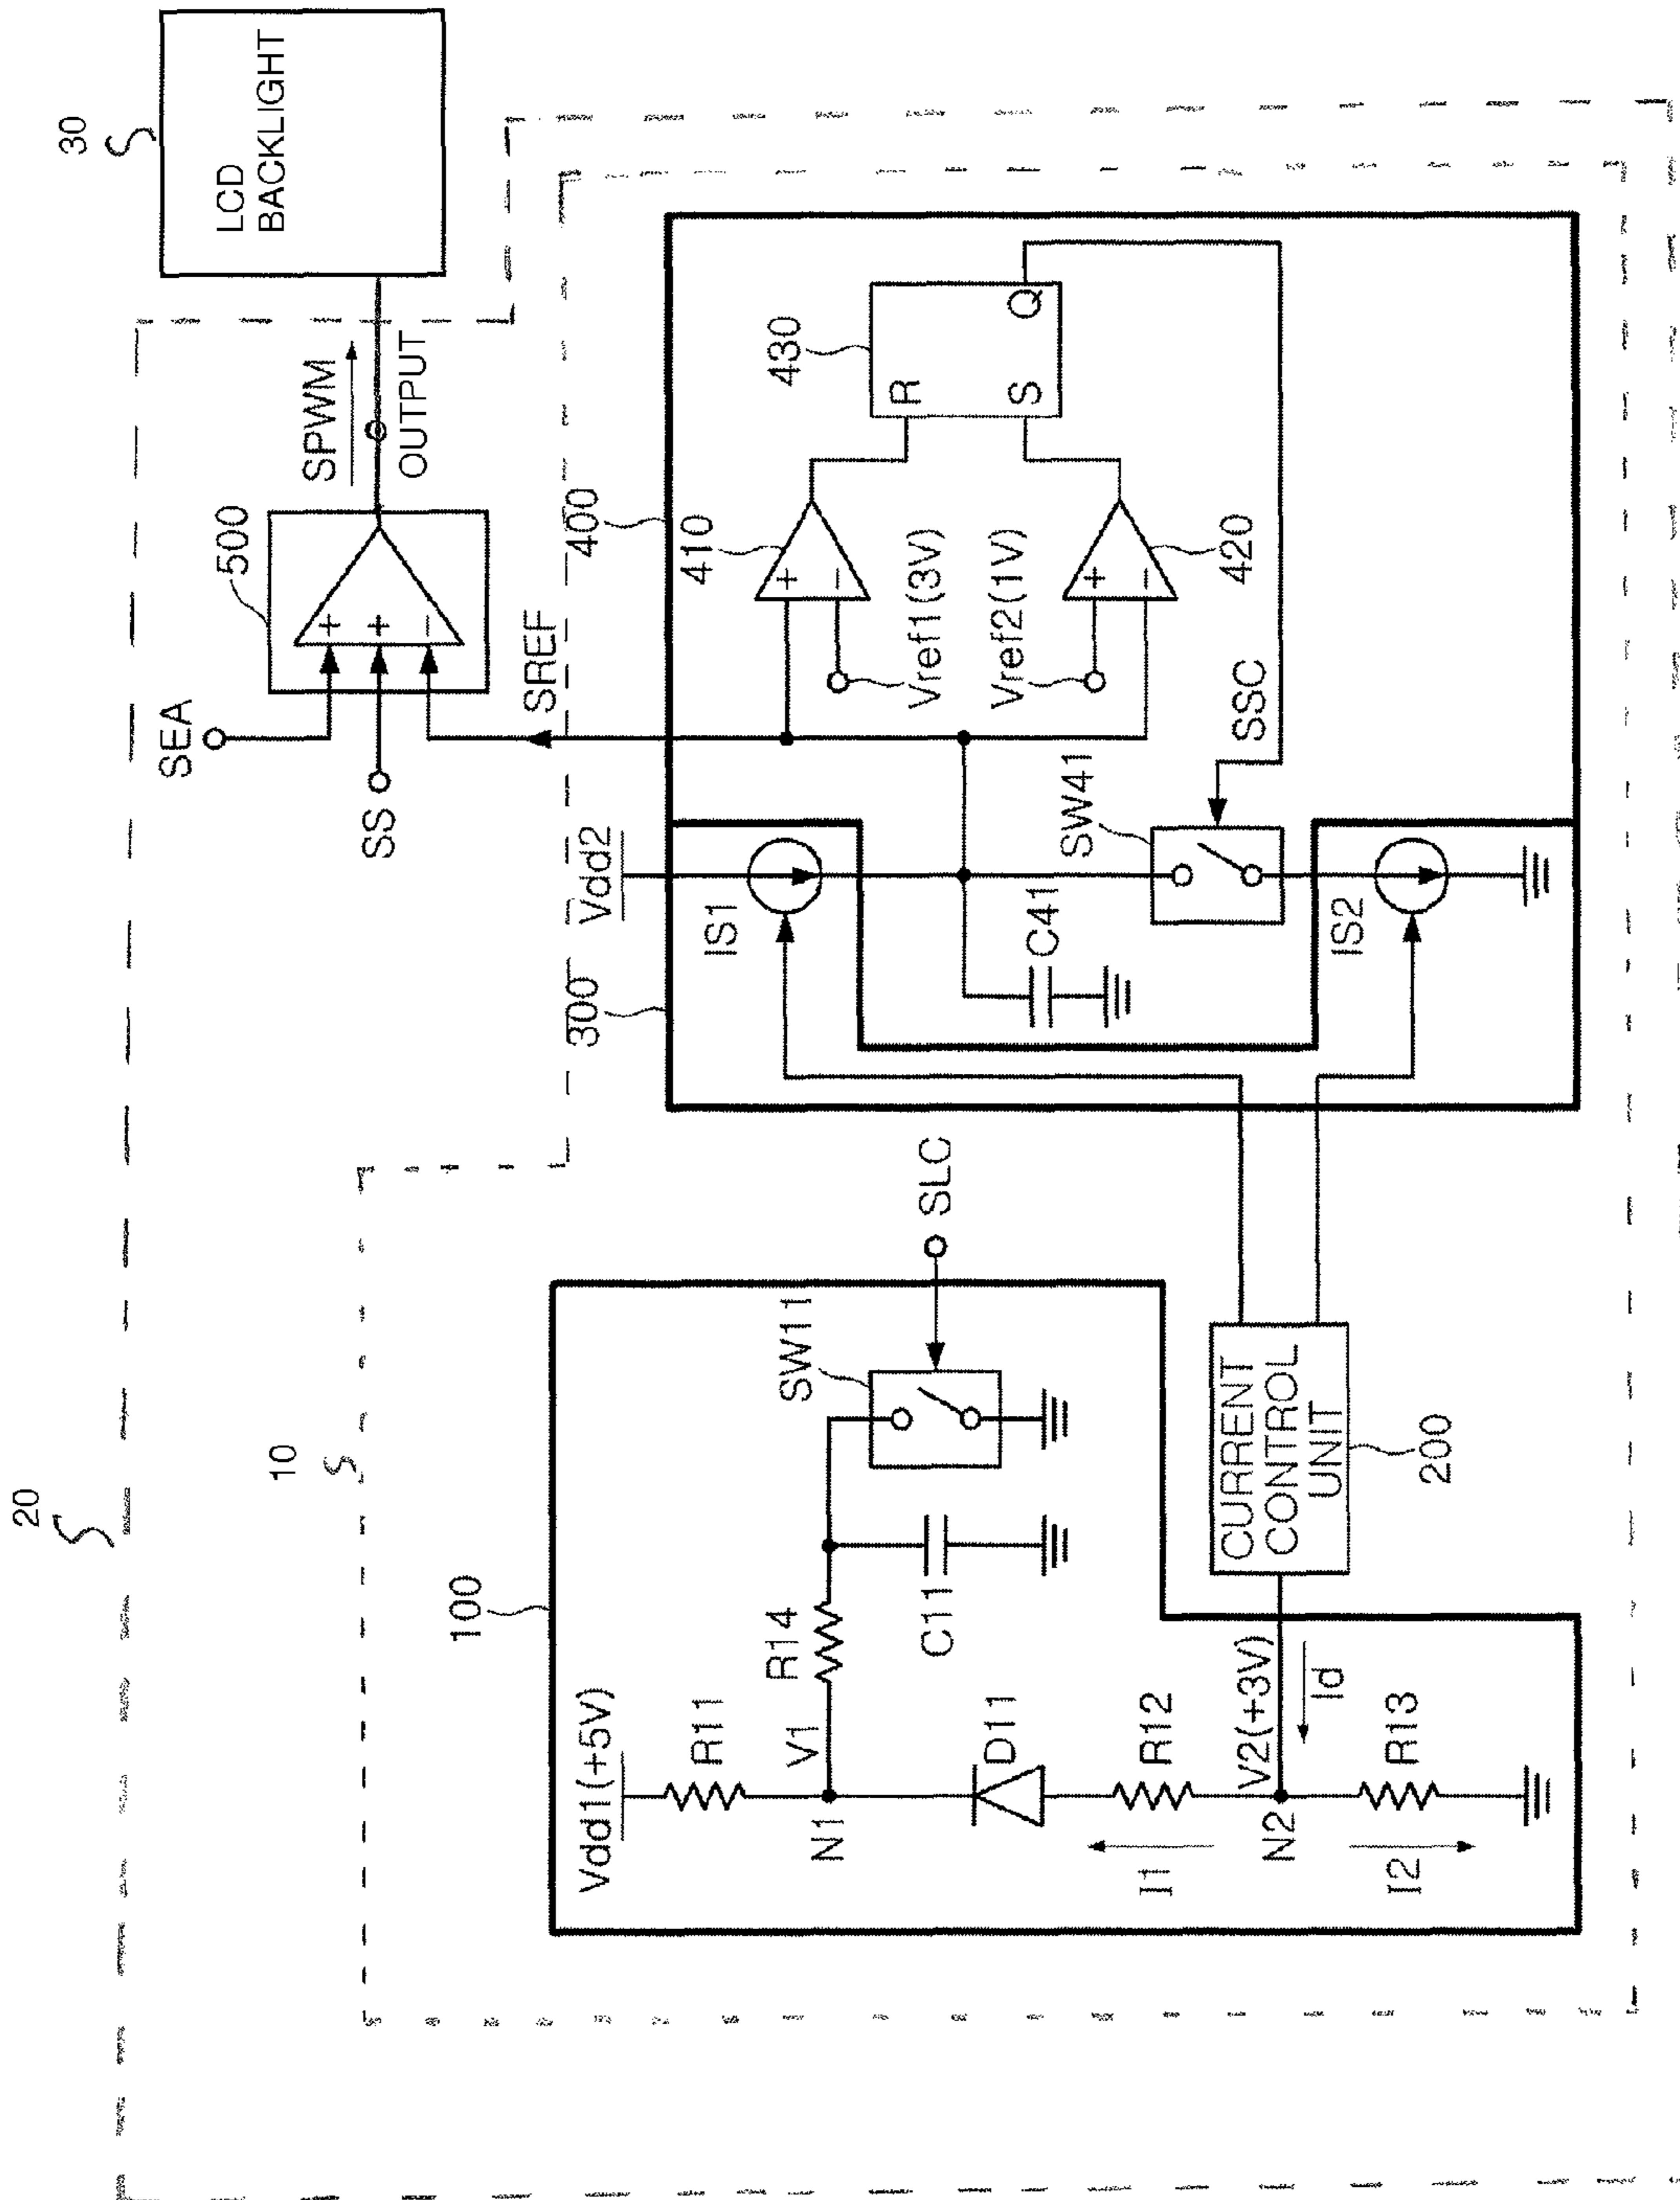 20
30
LCD
BACKLIGHT
10
SPWM
OUTPUT
500
SEA
SS
SREF
100
300
400
Vdd1(+5V)
R11
V1
N1
R14
C11
SW11
SLC
D11
R12
I1
V2(+3V)
N2
Id
R13
I2
CURRENT
CONTROL
UNIT
200
Vdd2
IS1
C41
SW41
SSC
IS2
410
Vref1(3V)
Vref2(1V)
420
430
R
S
Q